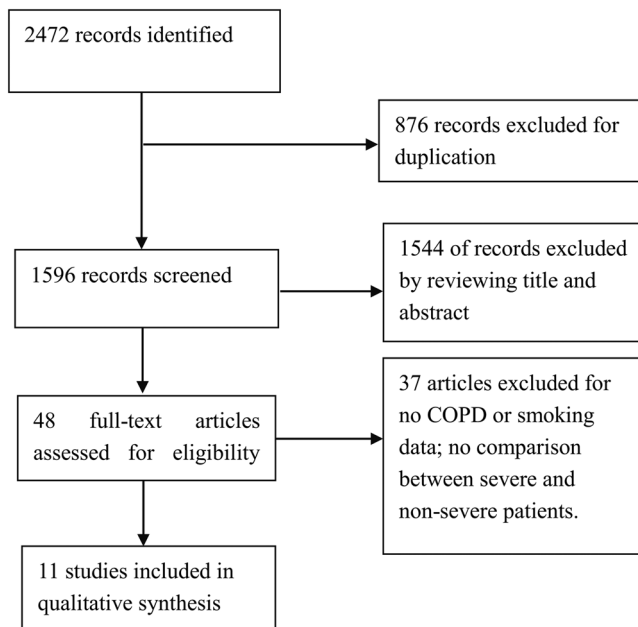 2472 records identified
876 records excluded for
duplication
1596 records screened
1544 of records excluded
by reviewing title and
abstract
48 full-text articles
assessed for eligibility
37 articles excluded for
no COPD or smoking
data; no comparison
between severe and
non-severe patients.
11 studies included in
qualitative synthesis